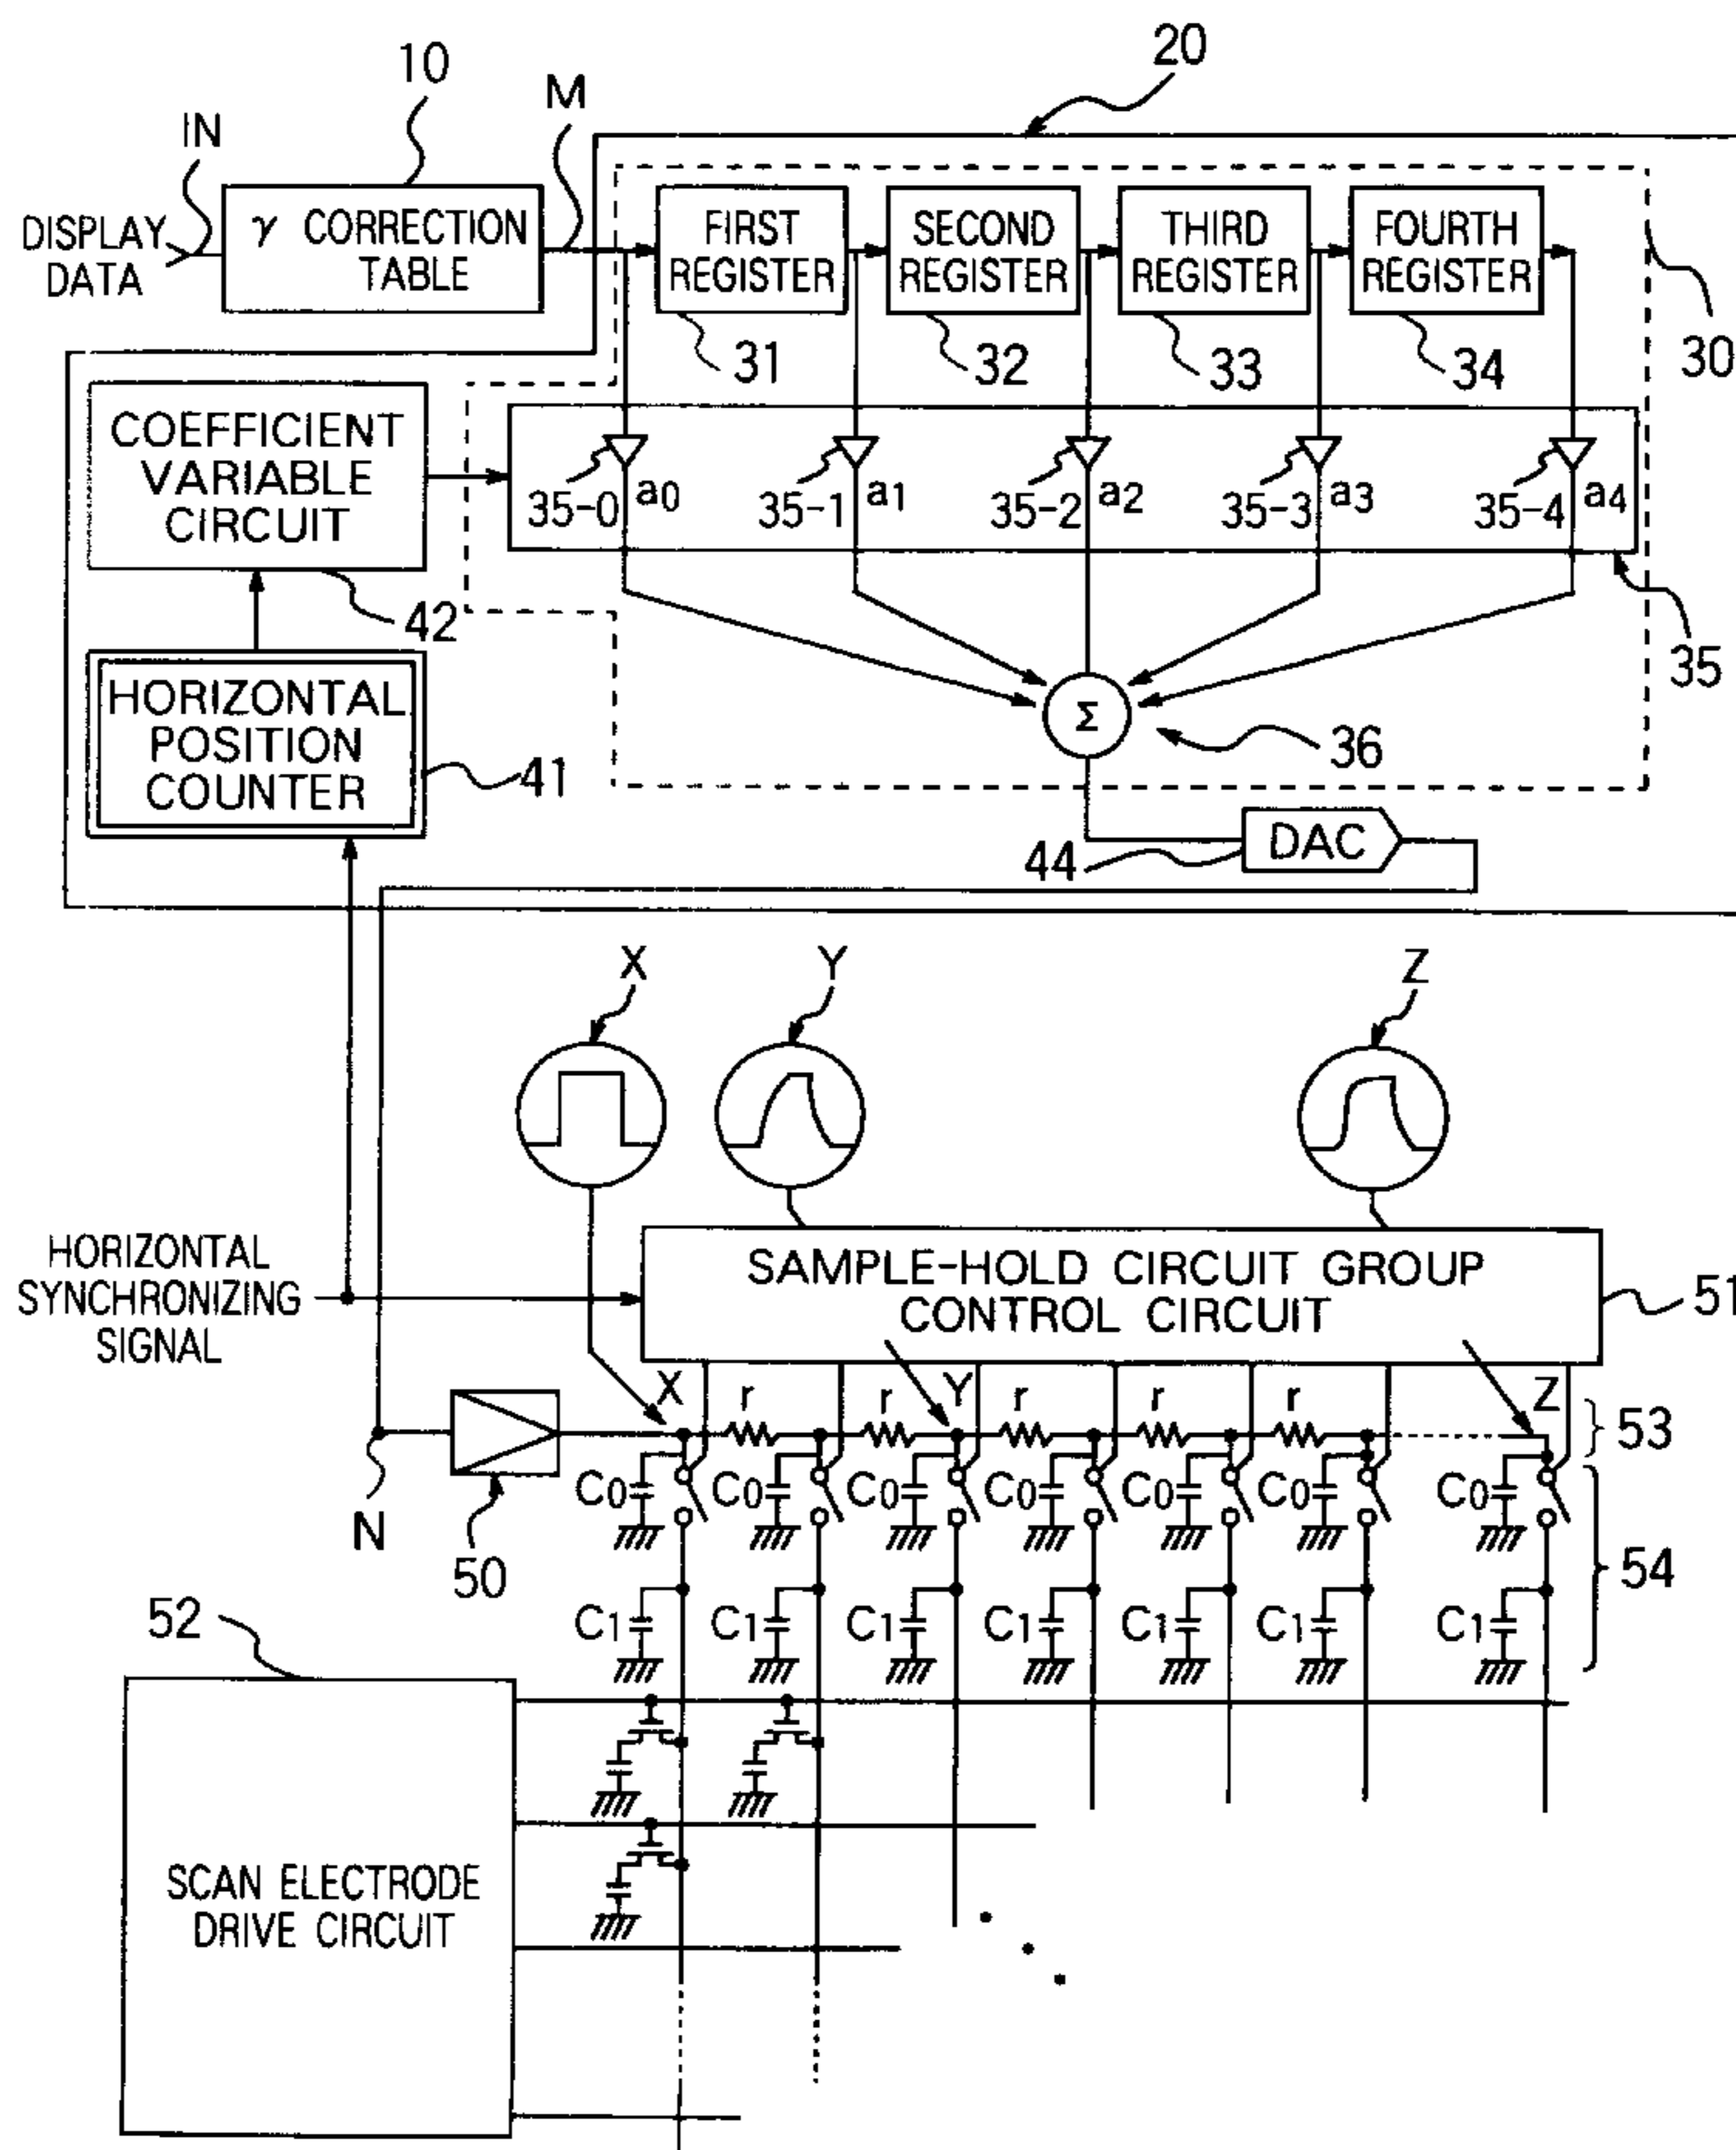 20
10
M
IN
DISPLAY
DATA
γ CORRECTION
TABLE
FIRST
REGISTER
SECOND
REGISTER
THIRD
REGISTER
FOURTH
REGISTER
31
32
33
34
30
COEFFICIENT
VARIABLE
CIRCUIT
35-0
a0
35-1
a1
35-2
a2
35-3
a3
35-4
a4
42
35
HORIZONTAL
POSITION
COUNTER
41
Σ
36
44
DAC
X
Y
Z
HORIZONTAL
SYNCHRONIZING
SIGNAL
SAMPLE-HOLD CIRCUIT GROUP
CONTROL CIRCUIT
51
X
r
r
Y
r
r
r
Z
53
N
50
C0
C0
C0
C0
C0
C0
C0
54
C1
C1
C1
C1
C1
C1
C1
52
SCAN ELECTRODE
DRIVE CIRCUIT